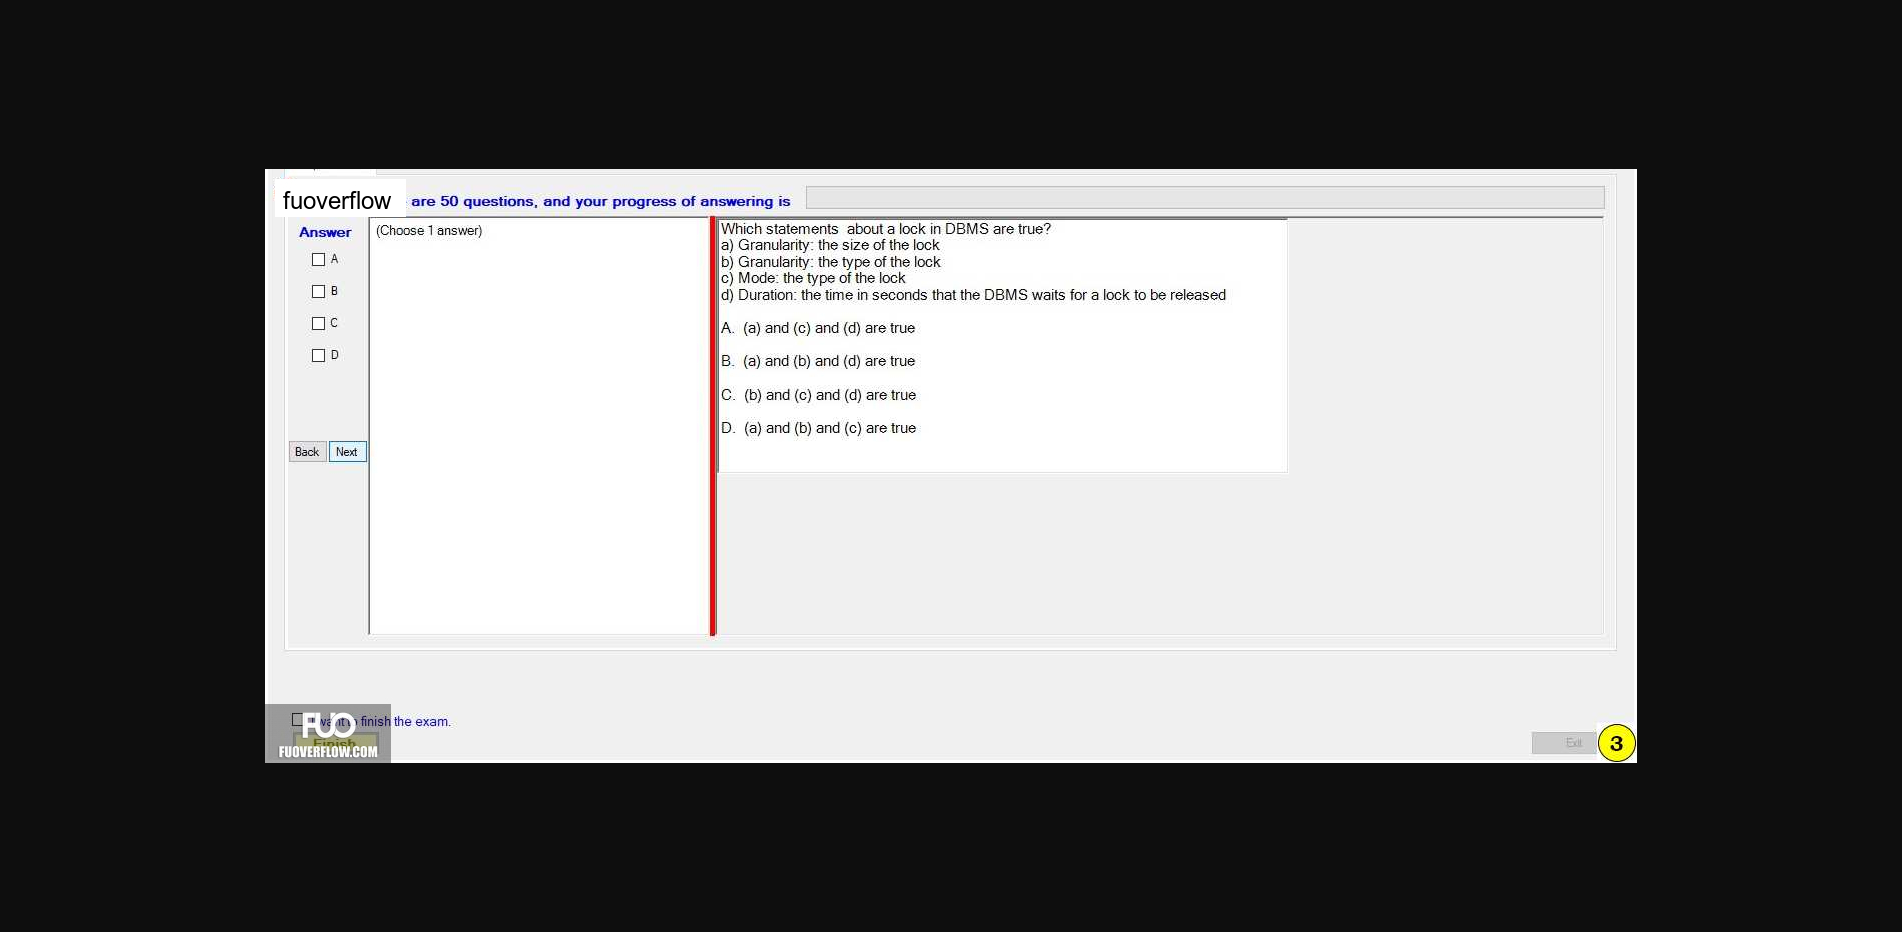 fuoverflow are 50 questions, and your progress of answering is
Answer
(Choose 1 answer)
A
B
C
D
Back Next
Which statements  about a lock in DBMS are true?
a) Granularity: the size of the lock
b) Granularity: the type of the lock
c) Mode: the type of the lock
d) Duration: the time in seconds that the DBMS waits for a lock to be released
A.  (a) and (c) and (d) are true
B.  (a) and (b) and (d) are true
C.  (b) and (c) and (d) are true
D.  (a) and (b) and (c) are true
I want to finish the exam.
FUO
Finish
FUOVERFLOW.COM
Exit
3